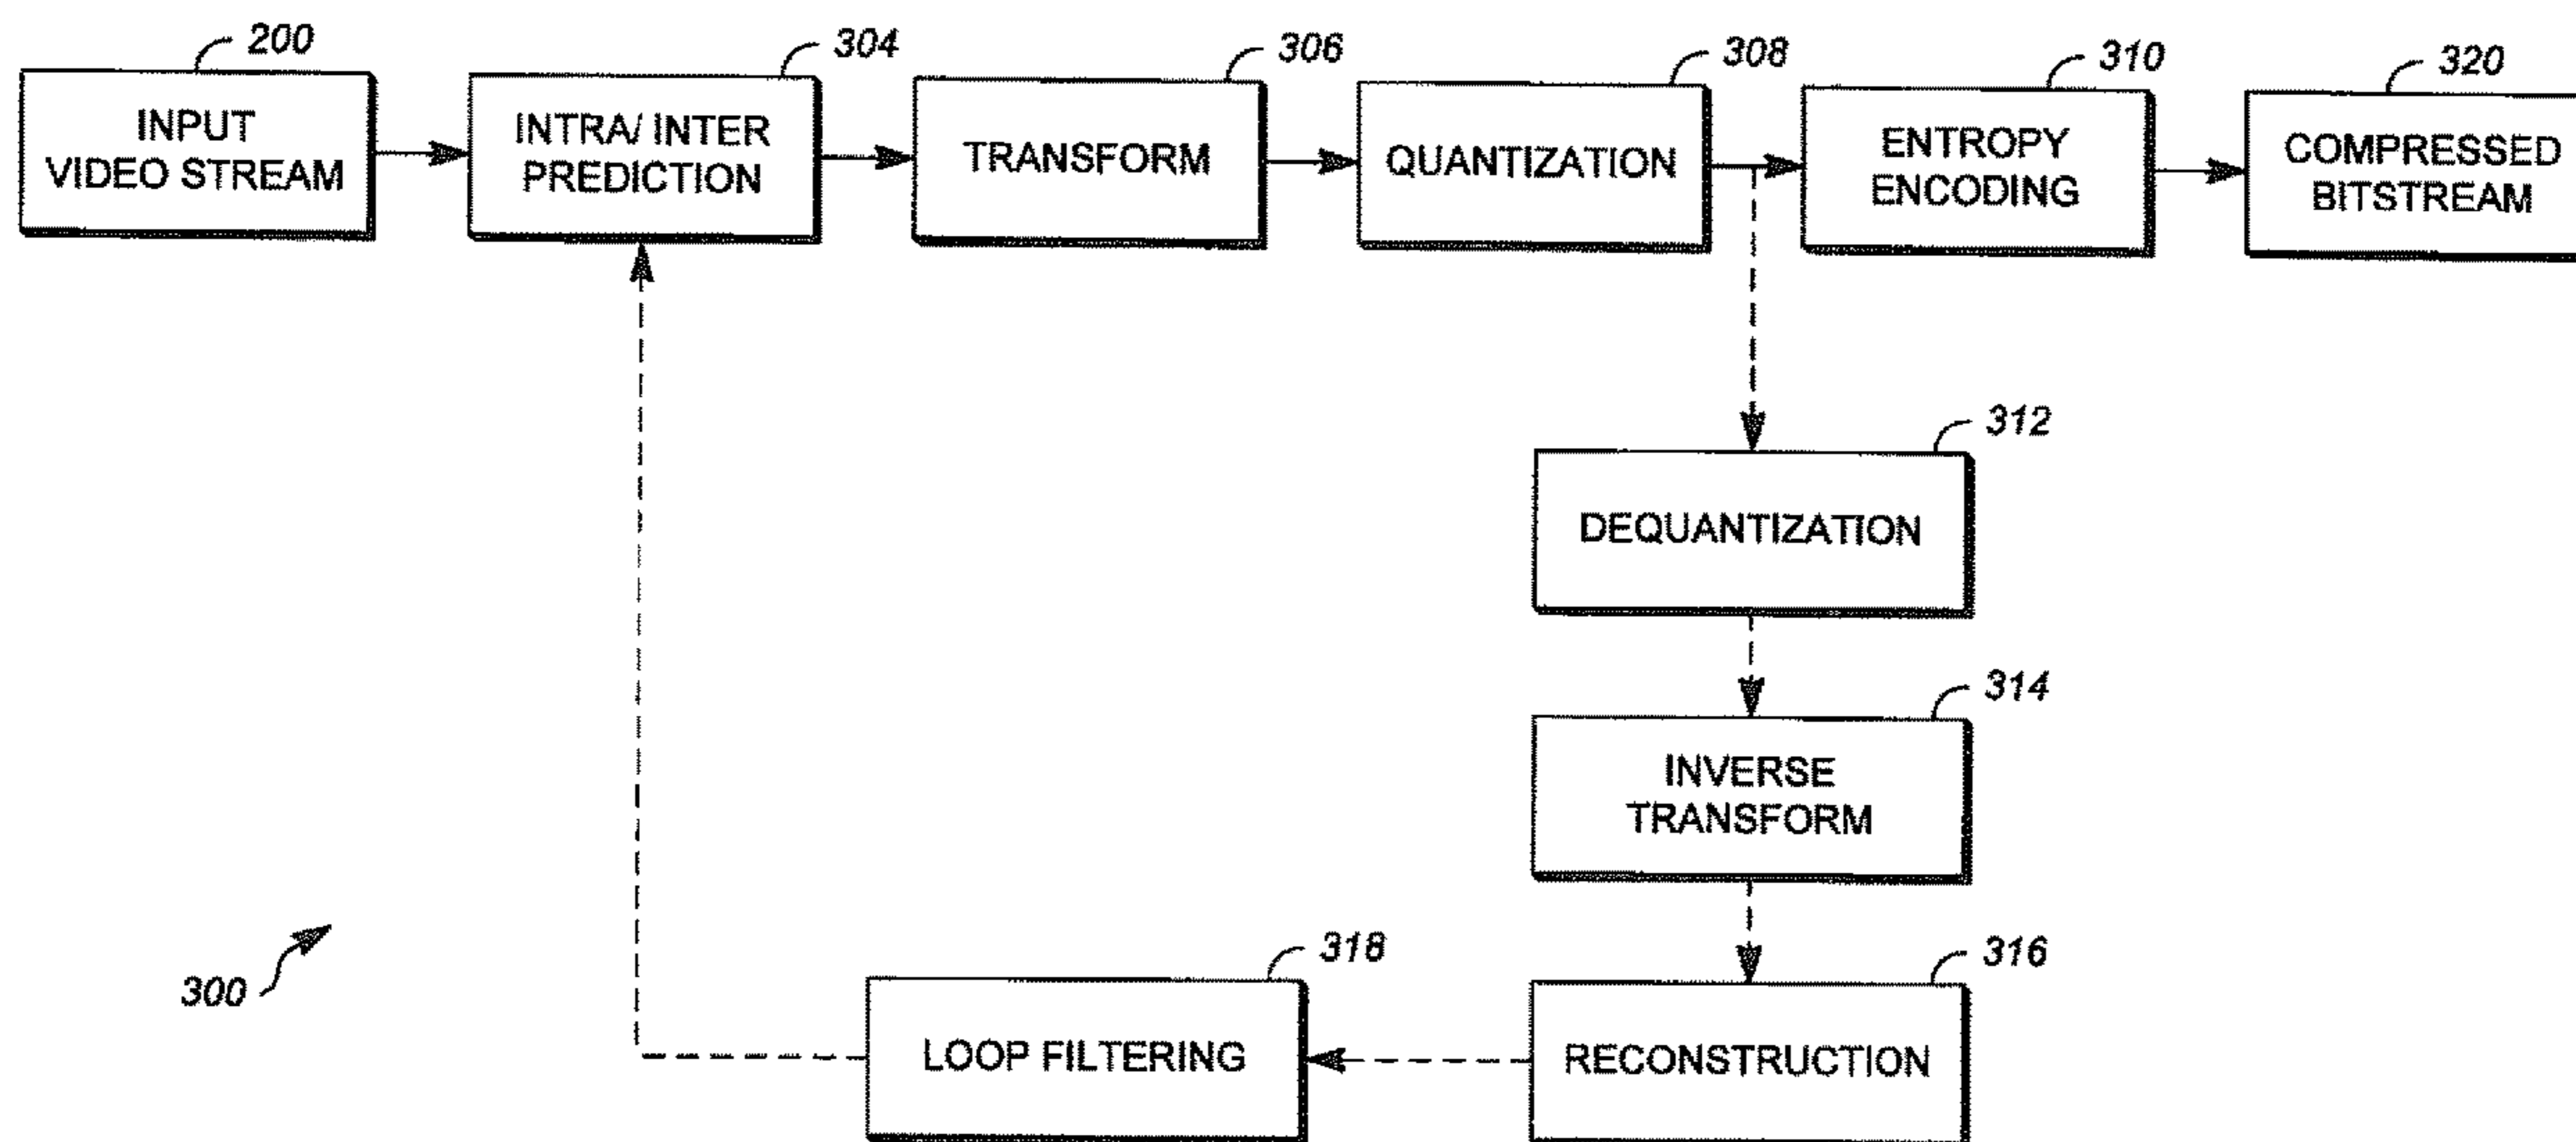 200
INPUT
VIDEO STREAM
304
INTRA/ INTER
PREDICTION
306
TRANSFORM
308
QUANTIZATION
310
ENTROPY
ENCODING
320
COMPRESSED
BITSTREAM
312
DEQUANTIZATION
314
INVERSE
TRANSFORM
316
RECONSTRUCTION
318
LOOP FILTERING
300